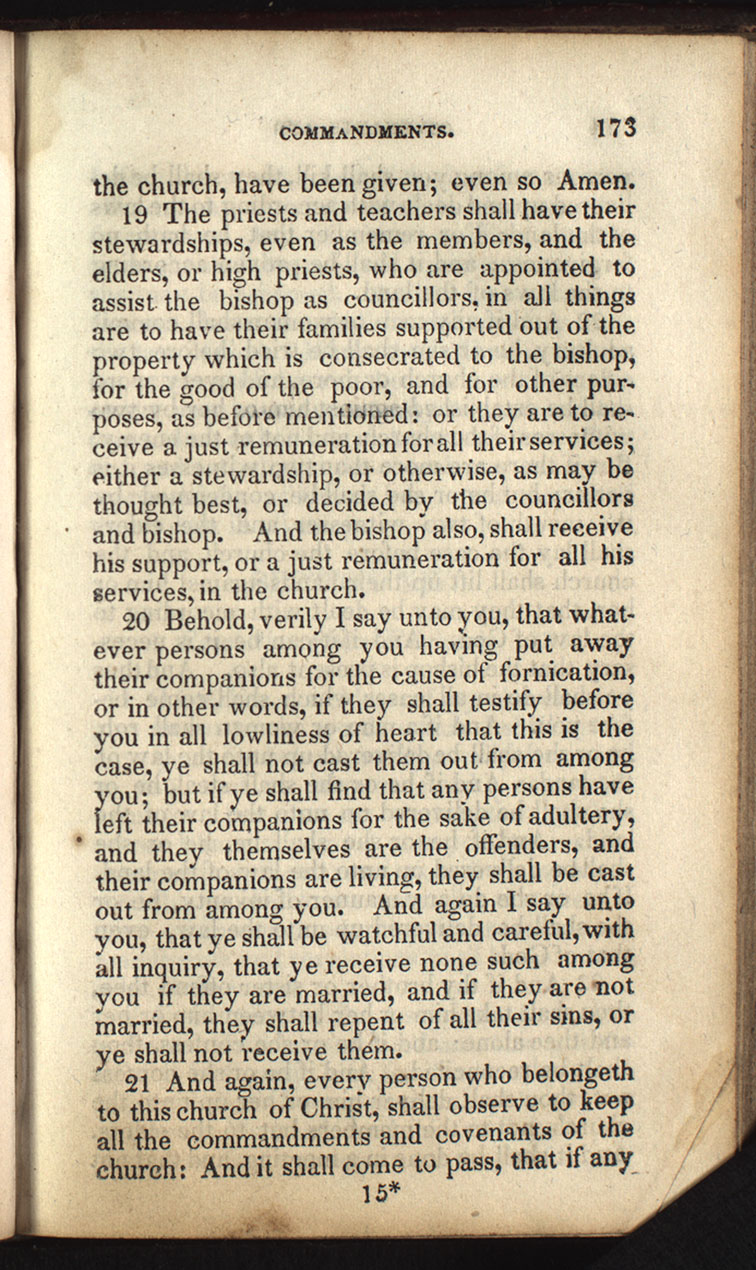 COMMANDMENTS. 173
the church, have been given; even so Amen.
19 The priests and teachers shall have their
stewardships, even as the members, and the
elders, or high priests, who are appointed to
assist the bishop as councillors, in all things
are to have their families supported out of the
property which is consecrated to the bishop,
for the good of the poor, and for other pur-
poses, as before mentioned: or they are to re-
ceive a just remuneration for all their services;
either a stewardship, or otherwise, as may be
thought best, or decided by the councillors
and bishop. And the bishop also, shall receive
his support, or a just remuneration for all his
services, in the church.
20 Behold, verily I say unto you, that what-
ever persons among you having put away
their companions for the cause of fornication,
or in other words, if they shall testify before
you in all lowliness of heart that this is the
case, ye shall not cast them out from among
you; but if ye shall find that any persons have
left their companions for the sake of adultery,
and they themselves are the offenders, and
their companions are living, they shall be cast
out from among you. And again I say unto
you, that ye shall be watchful and careful, with
all inquiry, that ye receive none such among
you if they are married, and if they are not
married, they shall repent of all their sins, or
ye shall not receive them.
21 And again, every person who belongeth
to this church of Christ, shall observe to keep
all the commandments and covenants of the
church: And it shall come to pass, that if any
15*